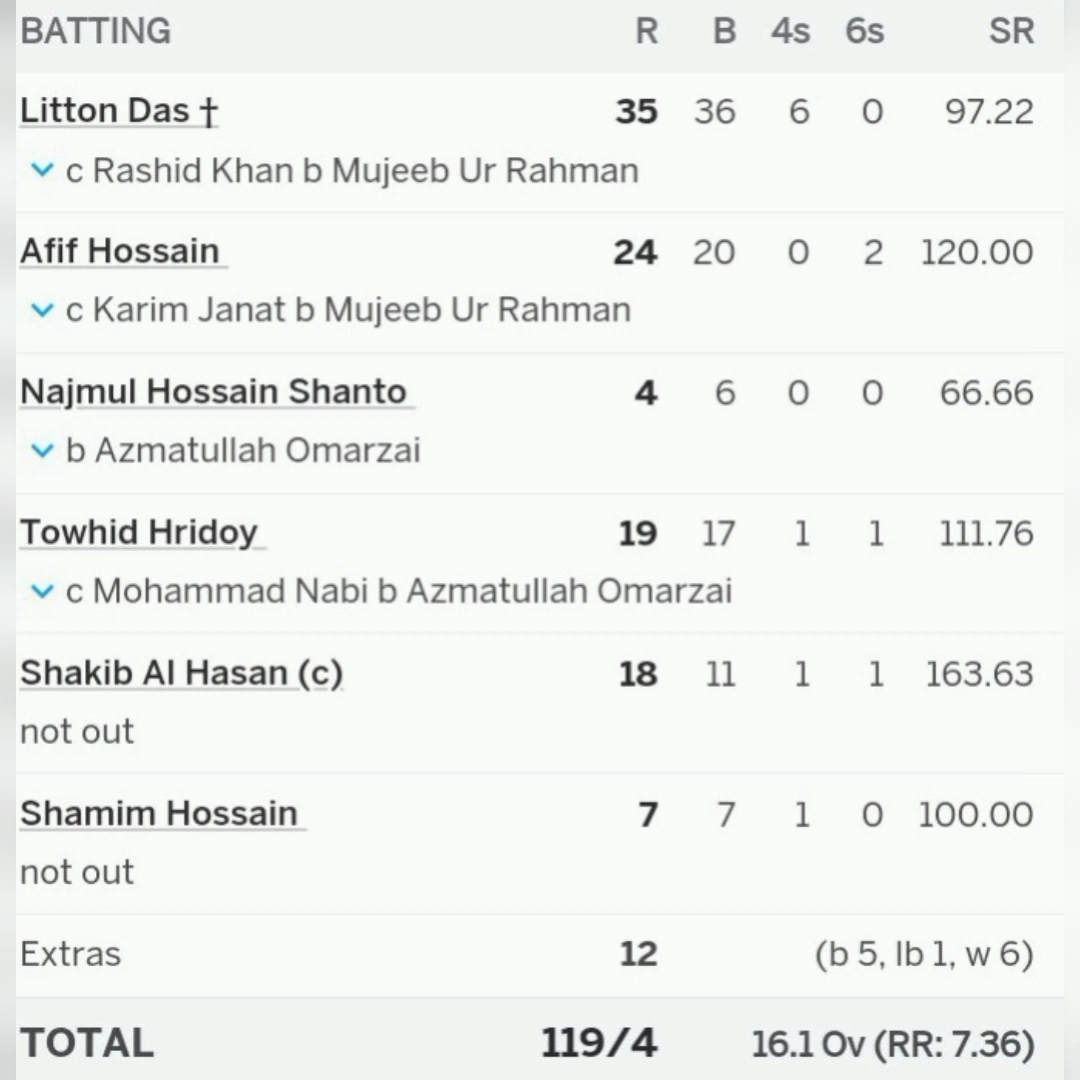 BATTING R B 4s 6s SR
Litton Das † 35 36 6 0 97.22
c Rashid Khan b Mujeeb Ur Rahman
Afif Hossain 24 20 0 2 120.00
c Karim Janat b Mujeeb Ur Rahman
Najmul Hossain Shanto 4 6 0 0 66.66
b Azmatullah Omarzai
Towhid Hridoy 19 17 1 1 111.76
c Mohammad Nabi b Azmatullah Omarzai
Shakib Al Hasan (c) 18 11 1 1 163.63
not out
Shamim Hossain 7 7 1 0 100.00
not out
Extras 12 (b 5, lb 1, w 6)
TOTAL 119/4 16.1 Ov (RR: 7.36)